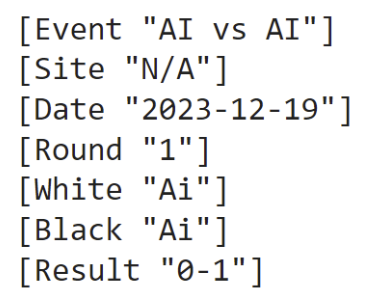 [Event "AI vs AI"]
[Site "N/A"]
[Date "2023-12-19"]
[Round "1"]
[White "Ai"]
[Black "Ai"]
[Result "0-1"]